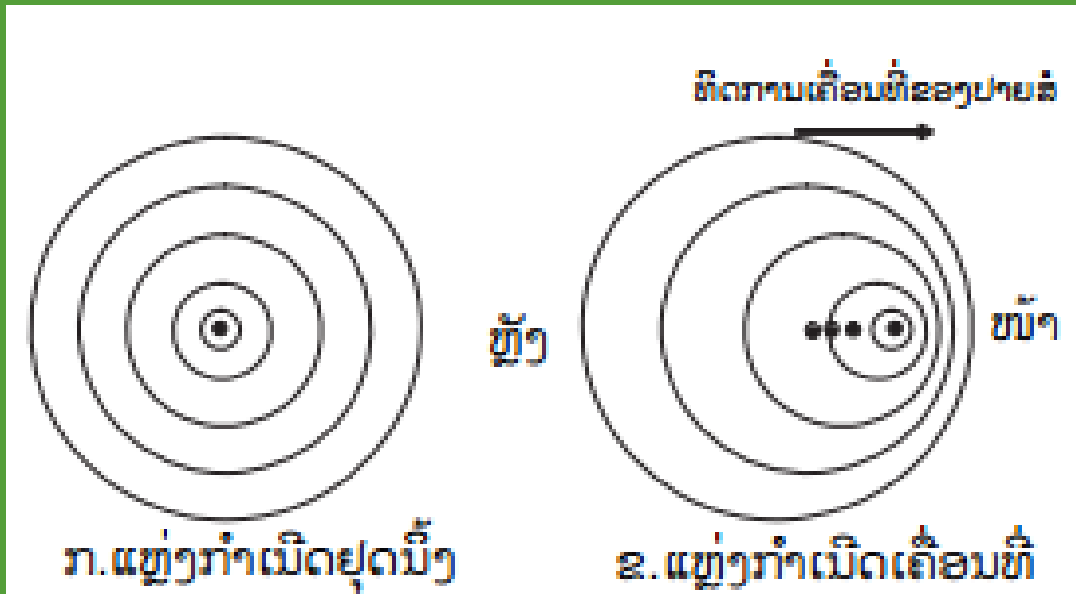 ທິດການເຄື່ອນທີ່ຂອງປາຍສໍ
ຫຼັງ
ໜ້າ
ກ.ແຫຼ່ງກຳເນີດຢຸດນິ້ງ
ຂ.ແຫຼ່ງກຳເນີດເຄື່ອນທີ່